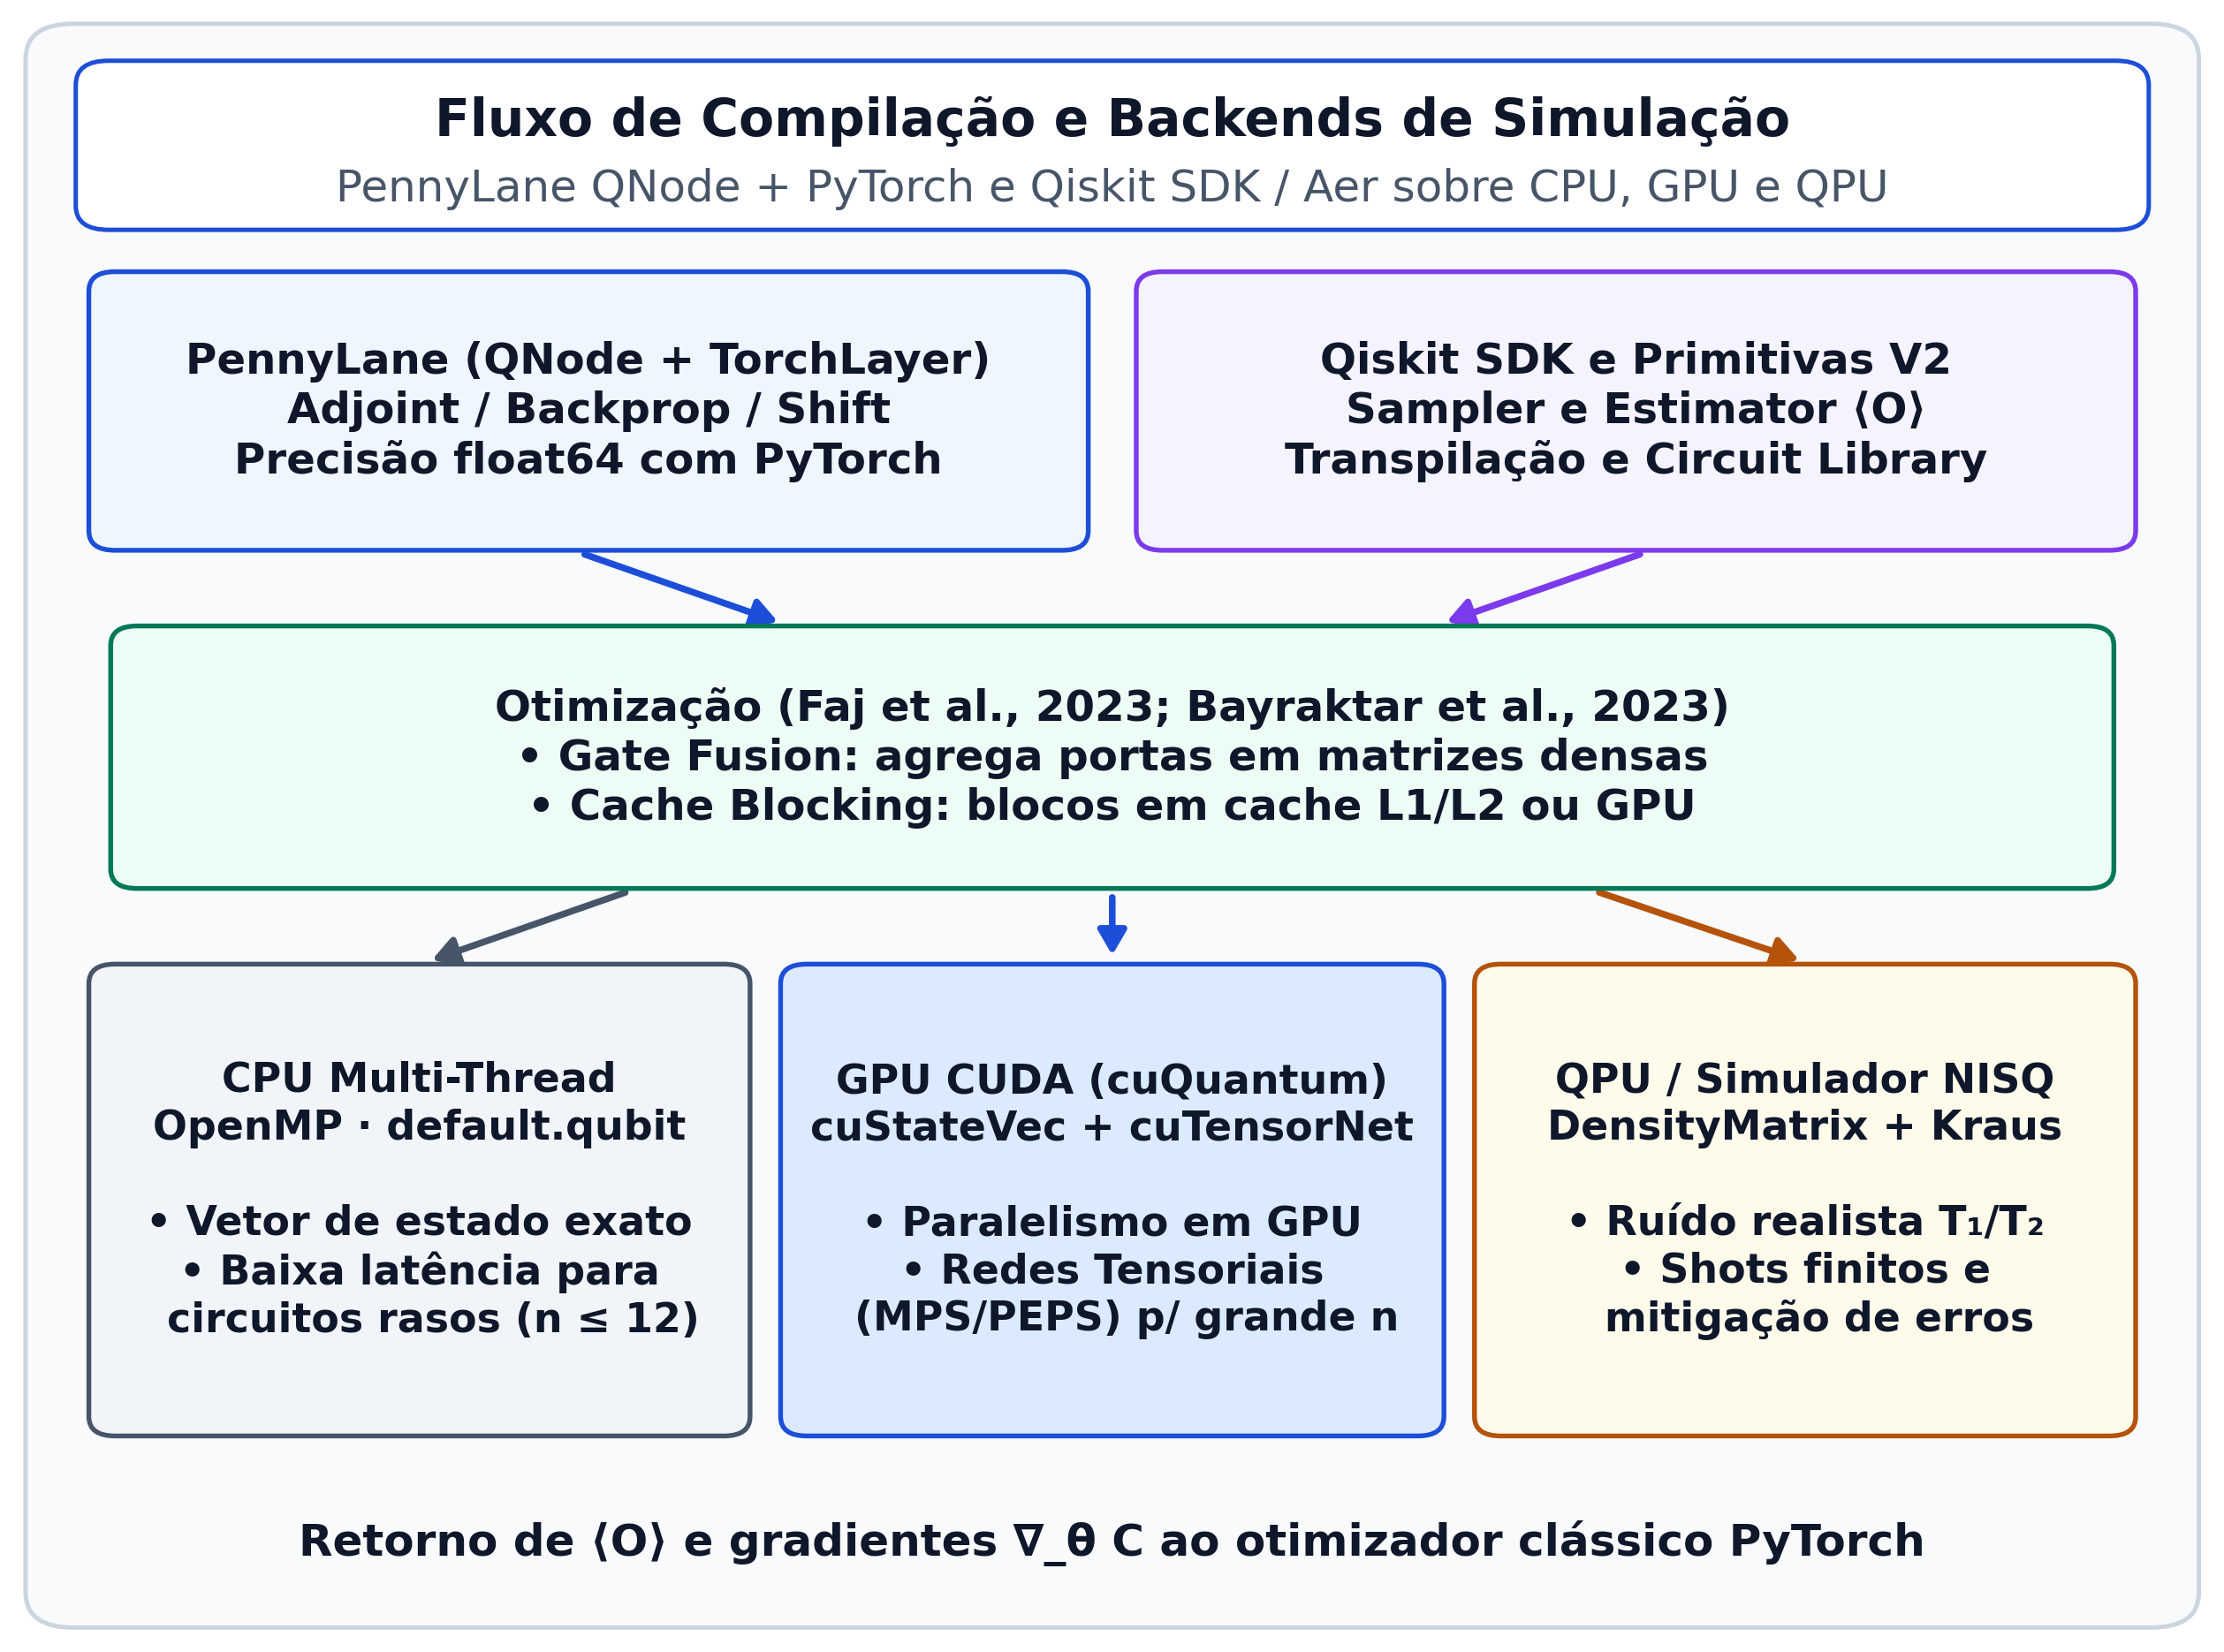 Fluxo de Compilação e Backends de Simulação
PennyLane QNode + PyTorch e Qiskit SDK / Aer sobre CPU, GPU e QPU
PennyLane (QNode + TorchLayer)
Adjoint / Backprop / Shift
Precisão float64 com PyTorch
Qiskit SDK e Primitivas V2
Sampler e Estimator ⟨O⟩
Transpilação e Circuit Library
Otimização (Faj et al., 2023; Bayraktar et al., 2023)
• Gate Fusion: agrega portas em matrizes densas
• Cache Blocking: blocos em cache L1/L2 ou GPU
CPU Multi-Thread
OpenMP · default.qubit
• Vetor de estado exato
• Baixa latência para
circuitos rasos (n ≤ 12)
GPU CUDA (cuQuantum)
cuStateVec + cuTensorNet
• Paralelismo em GPU
• Redes Tensoriais
(MPS/PEPS) p/ grande n
QPU / Simulador NISQ
DensityMatrix + Kraus
• Ruído realista T₁/T₂
• Shots finitos e
mitigação de erros
Retorno de ⟨O⟩ e gradientes ∇_θ C ao otimizador clássico PyTorch